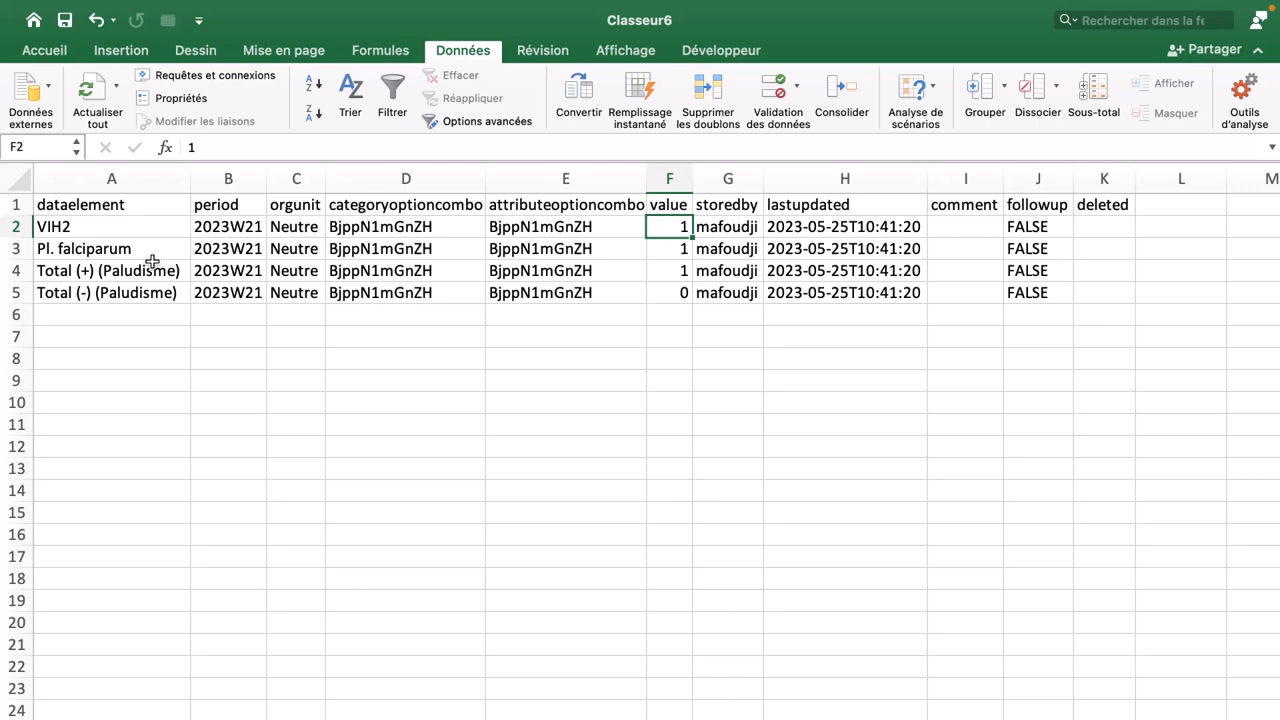 Classeur6
Rechercher dans la fe
Accueil Insertion Dessin Mise en page Formules Données Révision Affichage Développeur Partager
Données externes
Actualiser tout
Requêtes et connexions
Propriétés
Modifier les liaisons
A Z
Z A
A Z
Trier
Filtrer
Effacer
Réappliquer
Options avancées
Convertir
Remplissage instantané
Supprimer les doublons
Validation des données
Consolider
Analyse de scénarios
Grouper
Dissocier
Sous-total
Afficher
Masquer
Outils d'analyse
F2 fx 1
A B C D E F G H I J K L M
1 dataelement period orgunit categoryoptioncombo attributeoptioncombo value storedby lastupdated comment followup deleted
2 VIH2 2023W21 Neutre BjppN1mGnZH BjppN1mGnZH 1 mafoudji 2023-05-25T10:41:20 FALSE
3 Pl. falciparum 2023W21 Neutre BjppN1mGnZH BjppN1mGnZH 1 mafoudji 2023-05-25T10:41:20 FALSE
4 Total (+) (Paludisme) 2023W21 Neutre BjppN1mGnZH BjppN1mGnZH 1 mafoudji 2023-05-25T10:41:20 FALSE
5 Total (-) (Paludisme) 2023W21 Neutre BjppN1mGnZH BjppN1mGnZH 0 mafoudji 2023-05-25T10:41:20 FALSE
6
7
8
9
10
11
12
13
14
15
16
17
18
19
20
21
22
23
24